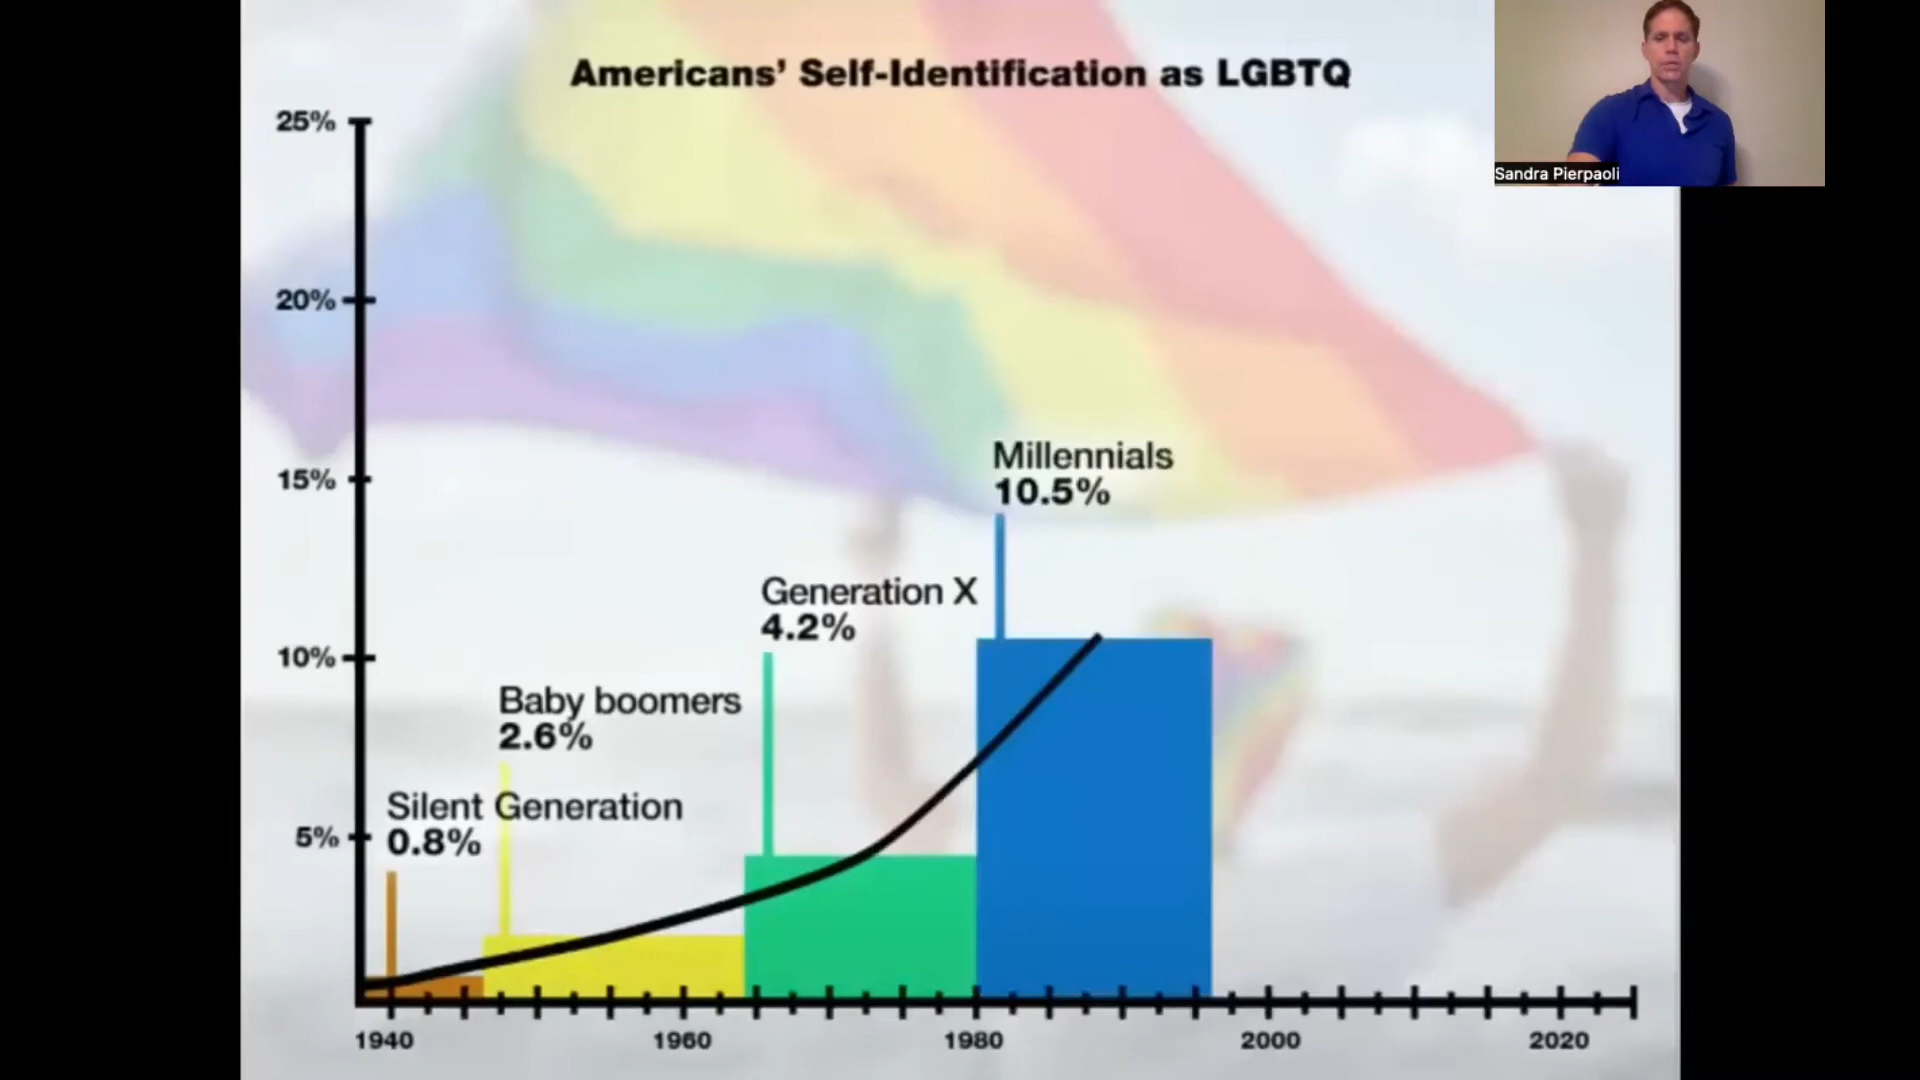 Americans’ Self-Identification as LGBTQ
Sandra Pierpaoli
25%
20%
15%
10%
5%
Millennials
10.5%
Generation X
4.2%
Baby boomers
2.6%
Silent Generation
0.8%
1940 1960 1980 2000 2020